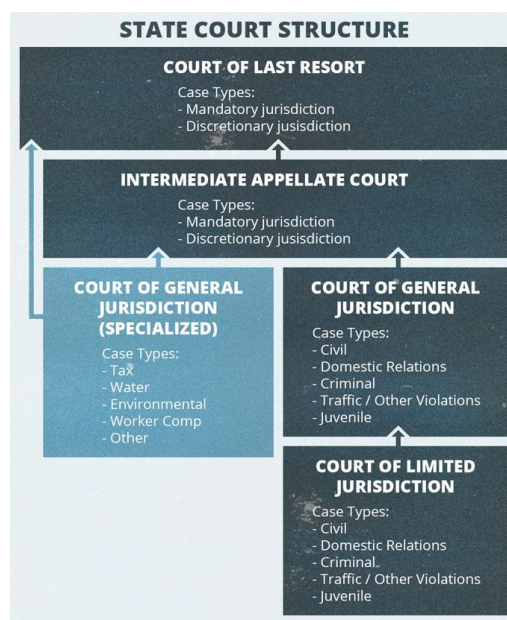 STATE COURT STRUCTURE
COURT OF LAST RESORT
Case Types:
- Mandatory jurisdiction
- Discretionary jusisdiction
INTERMEDIATE APPELLATE COURT
Case Types:
- Mandatory jurisdiction
- Discretionary jusisdiction
COURT OF GENERAL
JURISDICTION
(SPECIALIZED)
Case Types:
- Tax
- Water
- Environmental
- Worker Comp
- Other
COURT OF GENERAL
JURISDICTION
Case Types:
- Civil
- Domestic Relations
- Criminal
- Traffic / Other Violations
- Juvenile
COURT OF LIMITED
JURISDICTION
Case Types:
- Civil
- Domestic Relations
- Criminal
- Traffic / Other Violations
- Juvenile